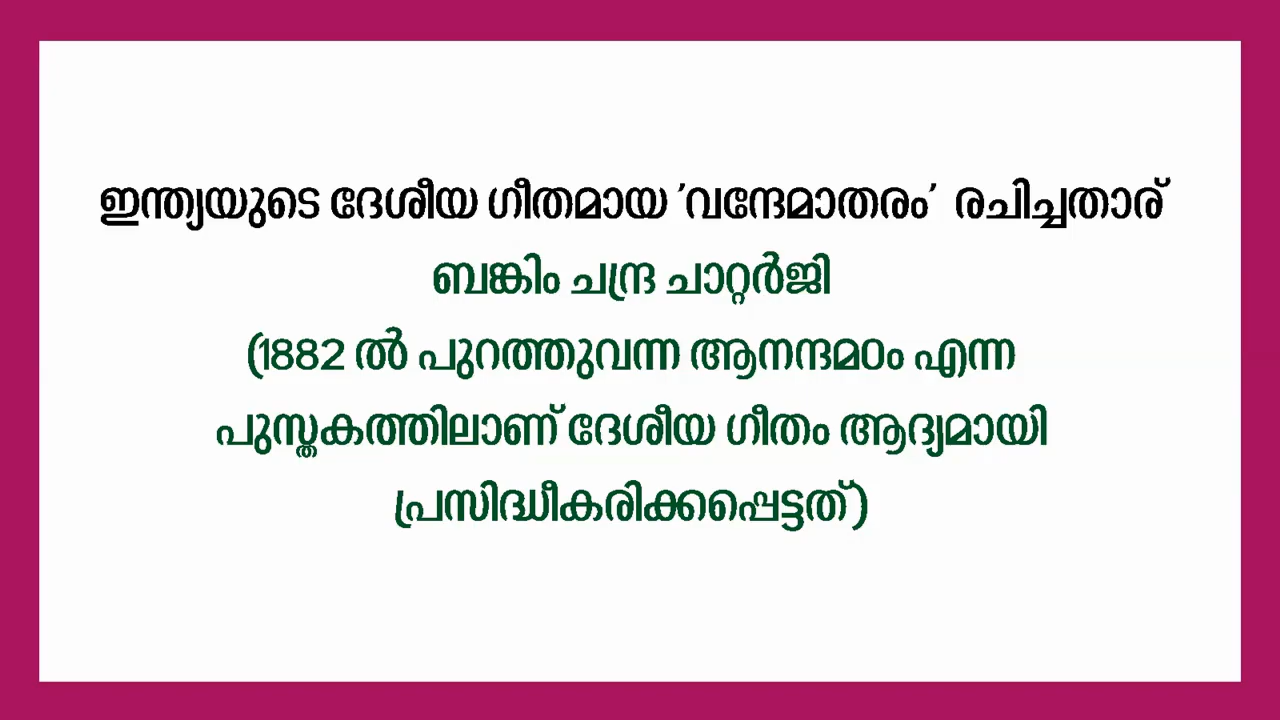 ഇന്ത്യയുടെ ദേശീയ ഗീതമായ 'വന്ദേമാതരം' രചിച്ചതാര്
ബങ്കിം ചന്ദ്ര ചാറ്റർജി
(1882 ൽ പുറത്തുവന്ന ആനന്ദമഠം എന്ന
പുസ്തകത്തിലാണ് ദേശീയ ഗീതം ആദ്യമായി
പ്രസിദ്ധീകരിക്കപ്പെട്ടത്)